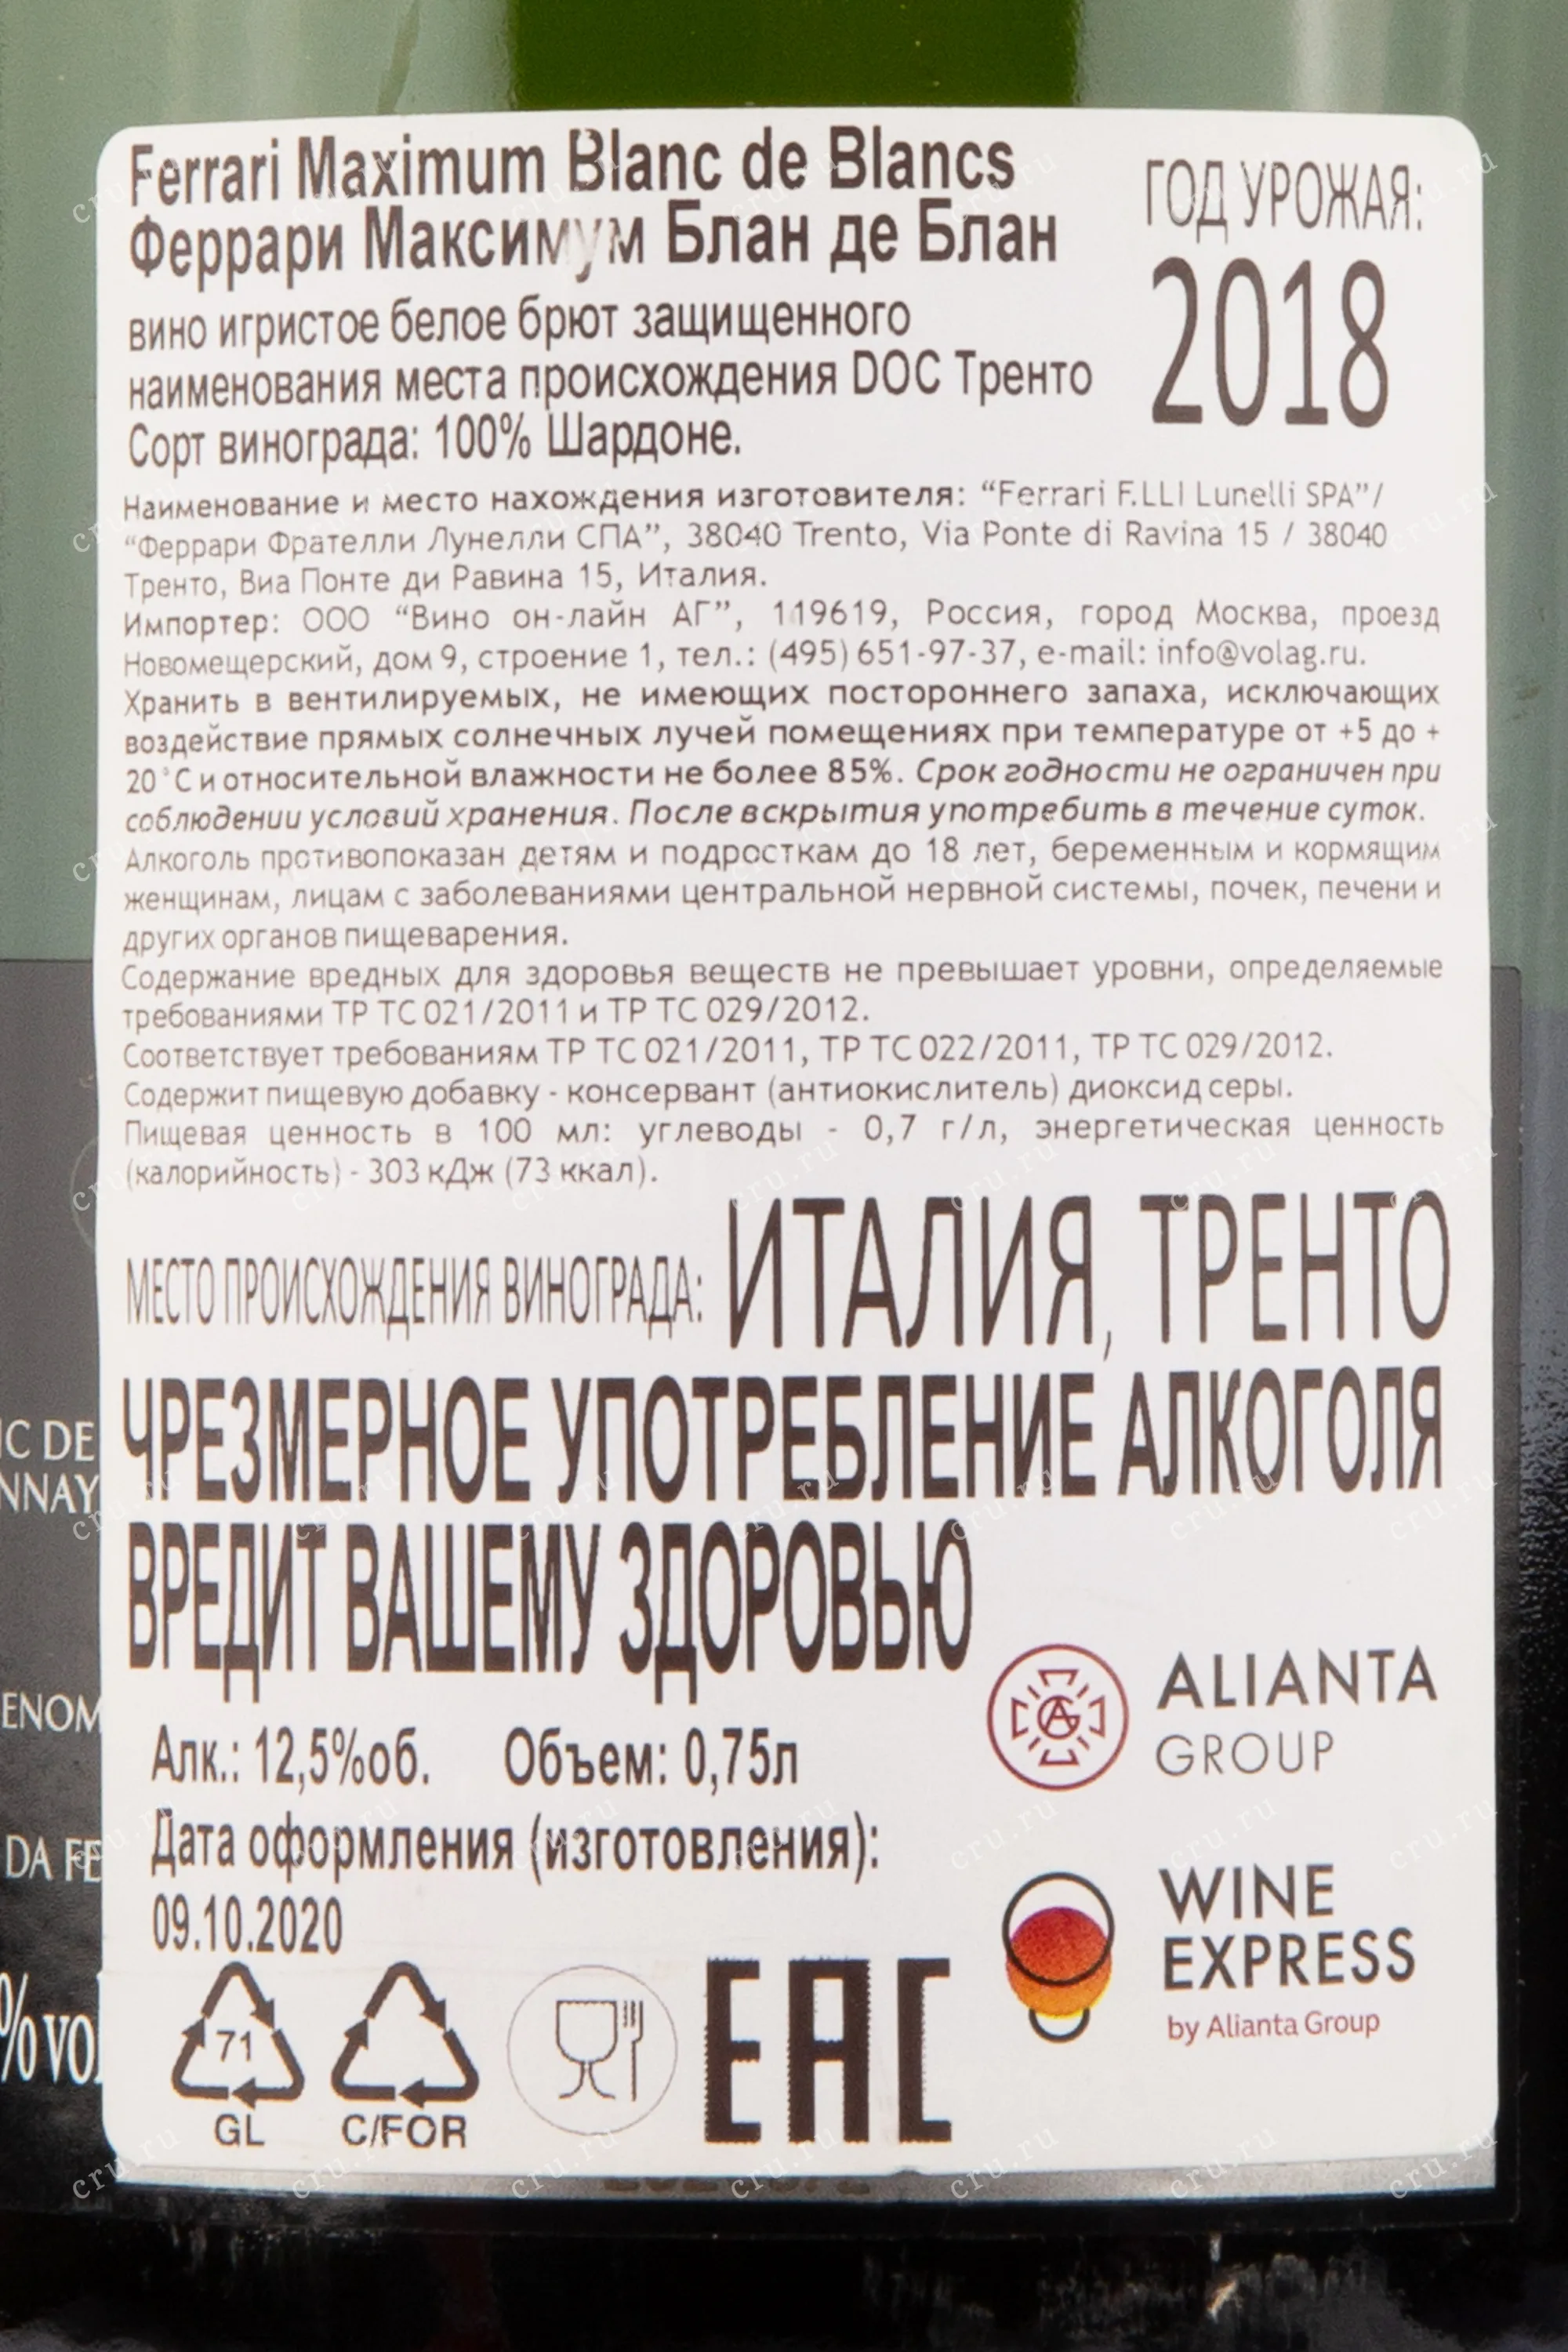 Ferrari Maximum Blanc de Blancs
Феррари Максимум Блан де Блан
вино игристое белое брют защищенного
наименования места происхождения DOC Тренто
Сорт винограда: 100% Шардоне.
ГОД УРОЖАЯ:
2018
Наименование и место нахождения изготовителя: “Ferrari F.LLI Lunelli SPA”/
“Феррари Фрателли Лунелли СПА”, 38040 Trento, Via Ponte di Ravina 15 / 38040
Тренто, Виа Понте ди Равина 15, Италия.
Импортер: ООО “Вино он-лайн АГ”, 119619, Россия, город Москва, проезд
Новомещерский, дом 9, строение 1, тел.: (495) 651-97-37, e-mail: info@volag.ru.
Хранить в вентилируемых, не имеющих постороннего запаха, исключающих
воздействие прямых солнечных лучей помещениях при температуре от +5 до +
20°С и относительной влажности не более 85%. Срок годности не ограничен при
соблюдении условий хранения. После вскрытия употребить в течение суток.
Алкоголь противопоказан детям и подросткам до 18 лет, беременным и кормящим
женщинам, лицам с заболеваниями центральной нервной системы, почек, печени и
других органов пищеварения.
Содержание вредных для здоровья веществ не превышает уровни, определяемые
требованиями ТР ТС 021/2011 и ТР ТС 029/2012.
Соответствует требованиям ТР ТС 021/2011, ТР ТС 022/2011, ТР ТС 029/2012.
Содержит пищевую добавку - консервант (антиокислитель) диоксид серы.
Пищевая ценность в 100 мл: углеводы - 0,7 г/л, энергетическая ценность
(калорийность) - 303 кДж (73 ккал).
МЕСТО ПРОИСХОЖДЕНИЯ ВИНОГРАДА: ИТАЛИЯ, ТРЕНТО
ЧРЕЗМЕРНОЕ УПОТРЕБЛЕНИЕ АЛКОГОЛЯ
ВРЕДИТ ВАШЕМУ ЗДОРОВЬЮ
Алк.: 12,5%об. Объем: 0,75л
Дата оформления (изготовления):
09.10.2020
ALIANTA
GROUP
WINE
EXPRESS
by Alianta Group
71
GL
C/FOR
EAC
IC DE
NNAY
ENOM
DA FE
% vol
cru.ru